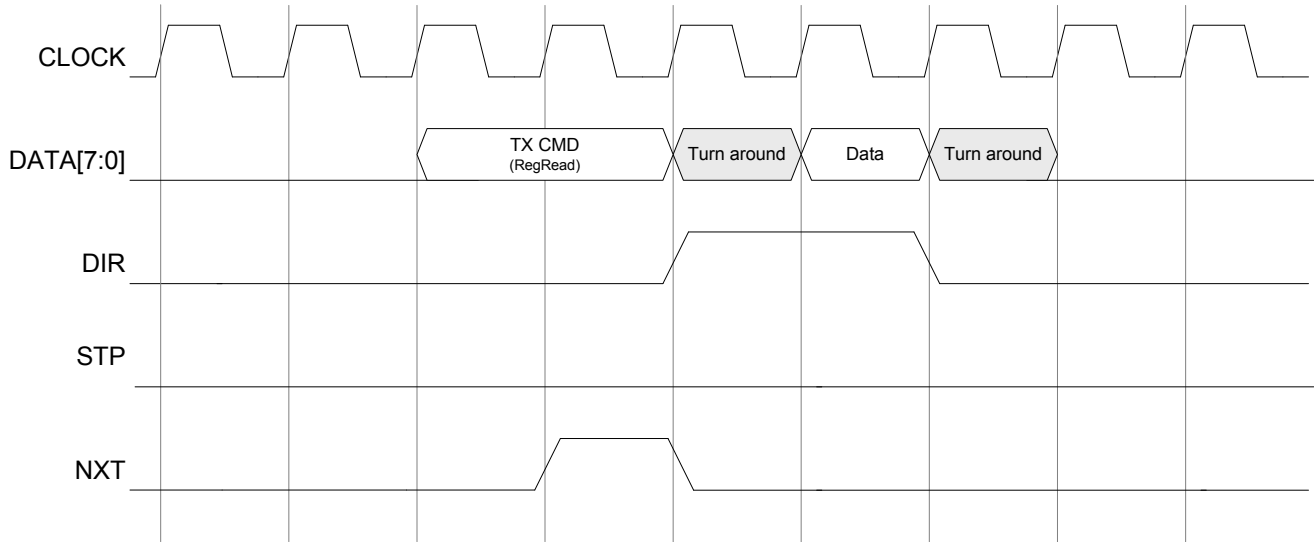 CLOCK
DATA[7:0]
TX CMD
(RegRead)
Turn around
Data
Turn around
DIR
STP
NXT